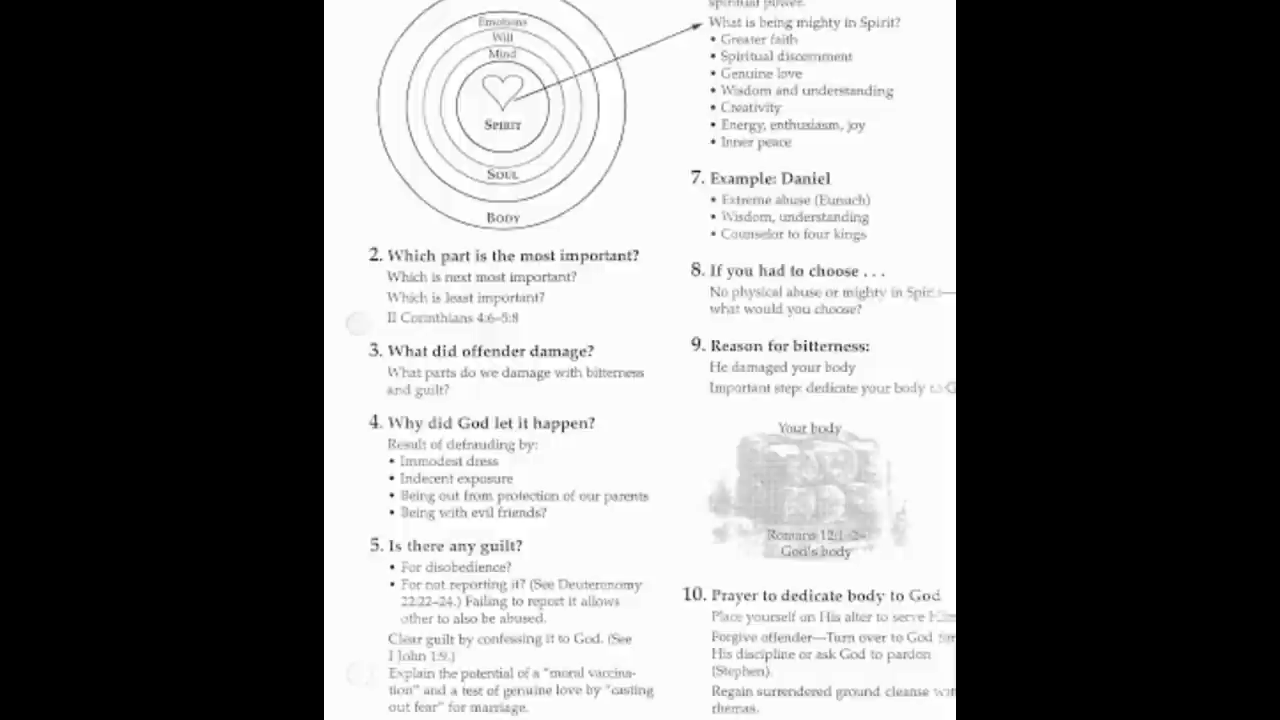 Emotions
Will
Mind
SPIRIT
SOUL
BODY
2. Which part is the most important?
Which is next most important?
Which is least important?
II Corinthians 4:6–5:8
3. What did offender damage?
What parts do we damage with bitterness
and guilt?
4. Why did God let it happen?
Result of defrauding by:
• Immodest dress
• Indecent exposure
• Being out from protection of our parents
• Being with evil friends?
5. Is there any guilt?
• For disobedience?
• For not reporting it? (See Deuteronomy
22:22–24.) Failing to report it allows
other to also be abused.
Clear guilt by confessing it to God. (See
I John 1:9.)
Explain the potential of a "moral vaccina-
tion" and a test of genuine love by "casting
out fear" for marriage.
spiritual power.
What is being mighty in Spirit?
• Greater faith
• Spiritual discernment
• Genuine love
• Wisdom and understanding
• Creativity
• Energy, enthusiasm, joy
• Inner peace
7. Example: Daniel
• Extreme abuse (Eunuch)
• Wisdom, understanding
• Counselor to four kings
8. If you had to choose . . .
No physical abuse or mighty in Spirit—
what would you choose?
9. Reason for bitterness:
He damaged your body
Important step: dedicate your body to G
Your body
Romans 12:1–2
God's body
10. Prayer to dedicate body to God
Place yourself on His alter to serve Him
Forgive offender—Turn over to God for
His discipline or ask God to pardon
(Stephen).
Regain surrendered ground cleanse with
themas.